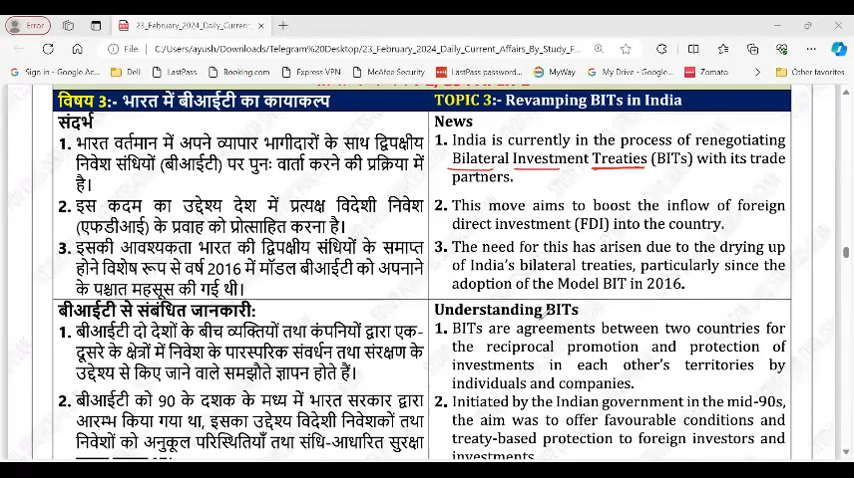 Error
23_February_2024_Daily_Current
File
C:/Users/ayush/Downloads/Telegram%20Desktop/23_February_2024_Daily_Current_Affairs_By_Study_F...
Sign in - Google Ac...
Dell
LastPass
Booking.com
Express VPN
McAfee Security
LastPass password...
MyWay
My Drive - Google...
Zomato
Other favorites
विषय 3:- भारत में बीआईटी का कायाकल्प
संदर्भ
1. भारत वर्तमान में अपने व्यापार भागीदारों के साथ द्विपक्षीय
निवेश संधियों (बीआईटी) पर पुनः वार्ता करने की प्रक्रिया में
है।
2. इस कदम का उद्देश्य देश में प्रत्यक्ष विदेशी निवेश
(एफडीआई) के प्रवाह को प्रोत्साहित करना है।
3. इसकी आवश्यकता भारत की द्विपक्षीय संधियों के समाप्त
होने विशेष रूप से वर्ष 2016 में मॉडल बीआईटी को अपनाने
के पश्चात महसूस की गई थी।
बीआईटी से संबंधित जानकारी:
1. बीआईटी दो देशों के बीच व्यक्तियों तथा कंपनियों द्वारा एक-
दूसरे के क्षेत्रों में निवेश के पारस्परिक संवर्धन तथा संरक्षण के
उद्देश्य से किए जाने वाले समझौते ज्ञापन होते हैं।
2. बीआईटी को 90 के दशक के मध्य में भारत सरकार द्वारा
आरम्भ किया गया था, इसका उद्देश्य विदेशी निवेशकों तथा
निवेशों को अनुकूल परिस्थितियाँ तथा संधि-आधारित सुरक्षा
TOPIC 3:- Revamping BITs in India
News
1. India is currently in the process of renegotiating
Bilateral Investment Treaties (BITs) with its trade
partners.
2. This move aims to boost the inflow of foreign
direct investment (FDI) into the country.
3. The need for this has arisen due to the drying up
of India's bilateral treaties, particularly since the
adoption of the Model BIT in 2016.
Understanding BITs
1. BITs are agreements between two countries for
the reciprocal promotion and protection of
investments in each other's territories by
individuals and companies.
2. Initiated by the Indian government in the mid-90s,
the aim was to offer favourable conditions and
treaty-based protection to foreign investors and
investments.